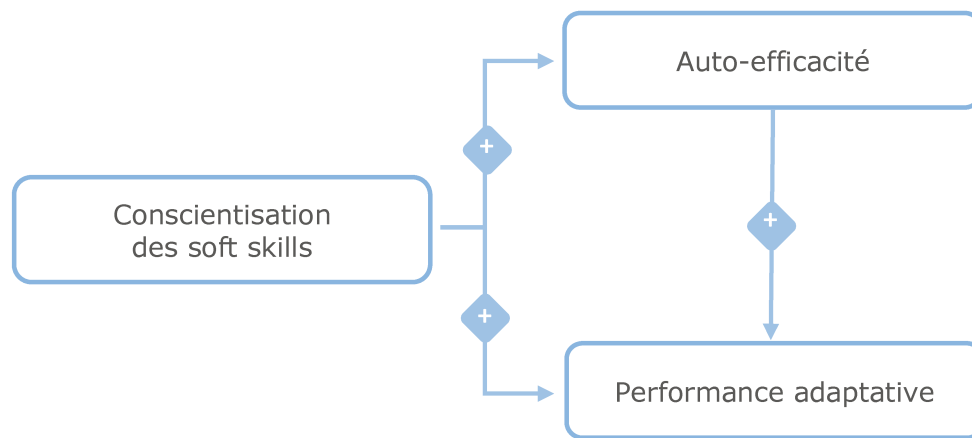 Auto-efficacité
+
Conscientisation
des soft skills
+
+
Performance adaptative